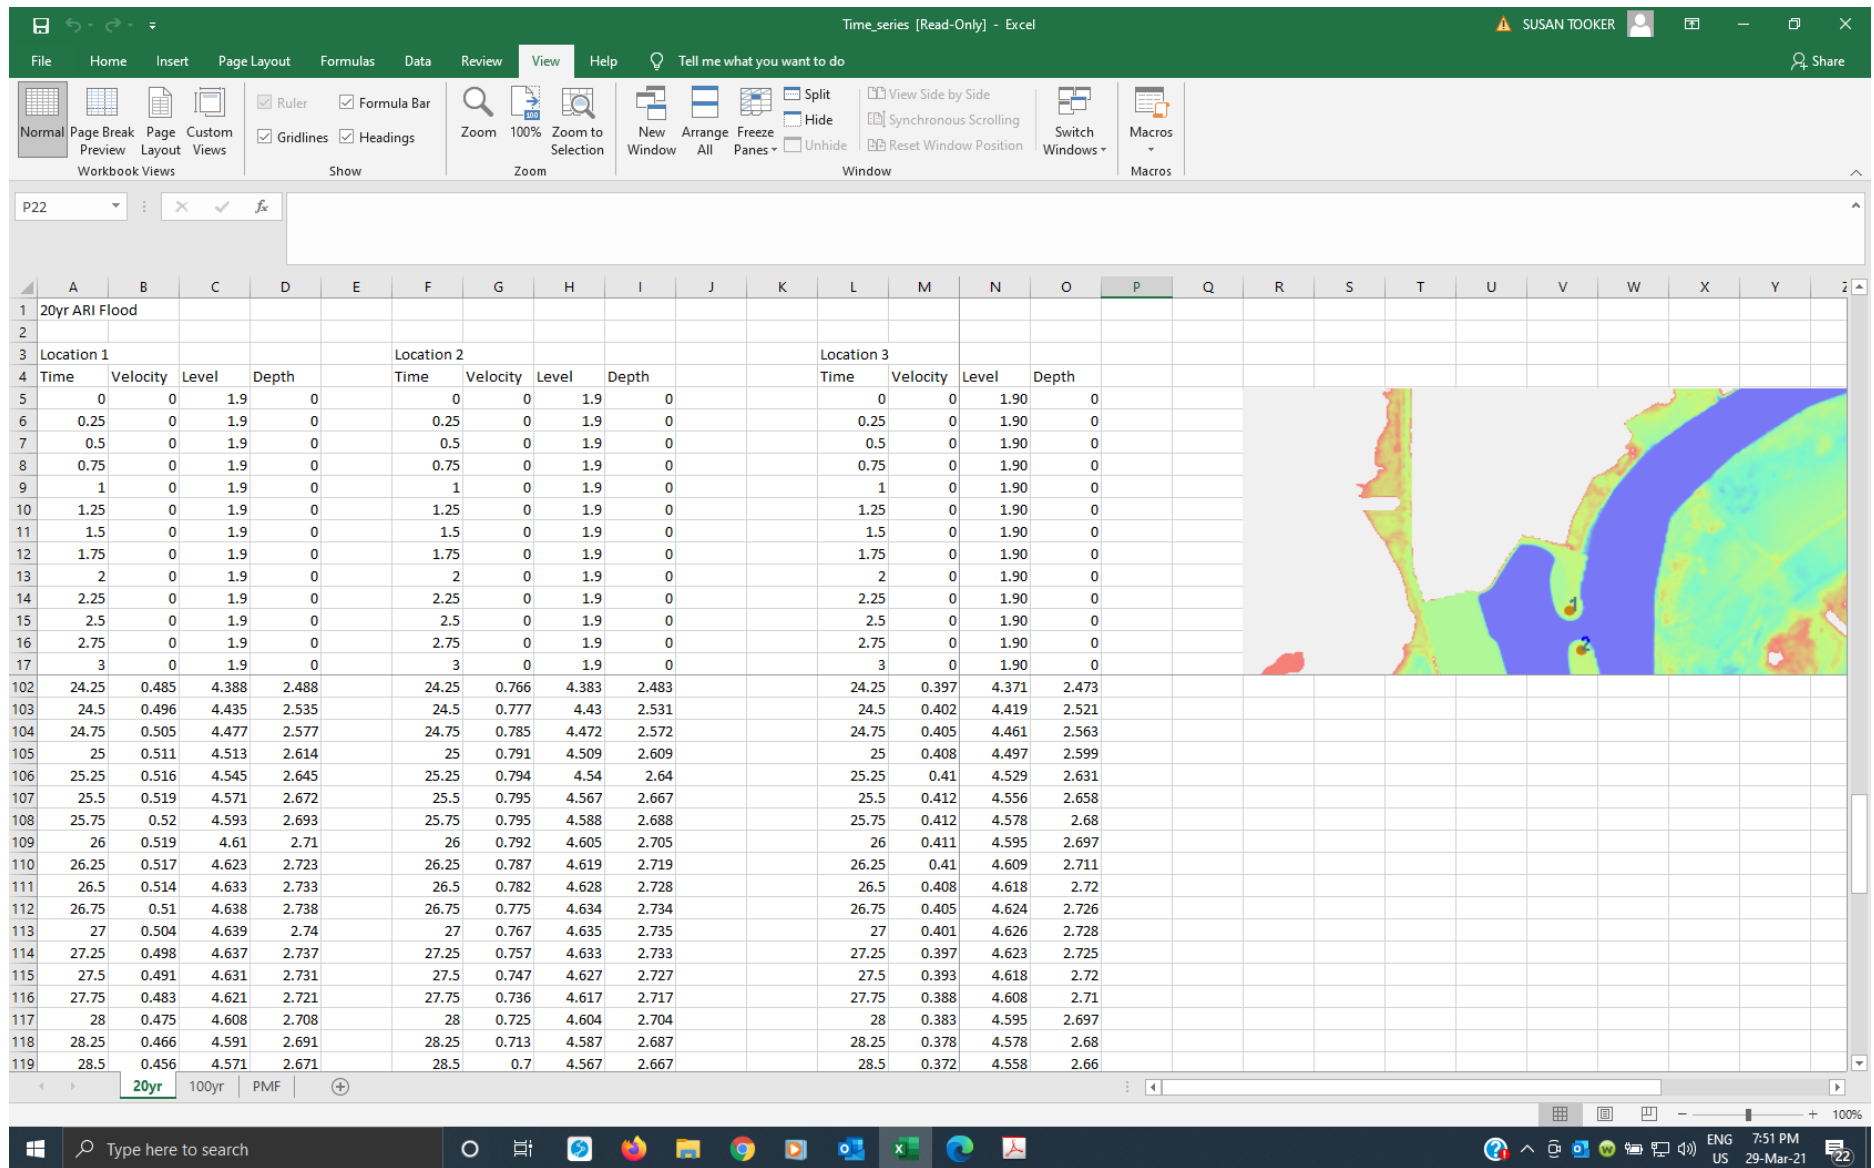 Time_series [Read-Only] - Excel
SUSAN TOOKER
File Home Insert Page Layout Formulas Data Review View Help Tell me what you want to do Share
Ruler Formula Bar Split View Side by Side
Hide Synchronous Scrolling
Normal Page Break Page Custom Gridlines Headings Zoom 100% Zoom to New Arrange Freeze Unhide Reset Window Position Switch Macros
Preview Layout Views Selection Window All Panes Windows
Workbook Views Show Zoom Window Macros
P22 fx
A B C D E F G H I J K L M N O P Q R S T U V W X Y Z
1 20yr ARI Flood
2
3 Location 1 Location 2 Location 3
4 Time Velocity Level Depth Time Velocity Level Depth Time Velocity Level Depth
5 0 0 1.9 0 0 0 1.9 0 0 0 1.90 0
6 0.25 0 1.9 0 0.25 0 1.9 0 0.25 0 1.90 0
7 0.5 0 1.9 0 0.5 0 1.9 0 0.5 0 1.90 0
8 0.75 0 1.9 0 0.75 0 1.9 0 0.75 0 1.90 0
9 1 0 1.9 0 1 0 1.9 0 1 0 1.90 0
10 1.25 0 1.9 0 1.25 0 1.9 0 1.25 0 1.90 0
11 1.5 0 1.9 0 1.5 0 1.9 0 1.5 0 1.90 0
12 1.75 0 1.9 0 1.75 0 1.9 0 1.75 0 1.90 0
13 2 0 1.9 0 2 0 1.9 0 2 0 1.90 0
14 2.25 0 1.9 0 2.25 0 1.9 0 2.25 0 1.90 0
15 2.5 0 1.9 0 2.5 0 1.9 0 2.5 0 1.90 0
16 2.75 0 1.9 0 2.75 0 1.9 0 2.75 0 1.90 0
17 3 0 1.9 0 3 0 1.9 0 3 0 1.90 0
1
2
102 24.25 0.485 4.388 2.488 24.25 0.766 4.383 2.483 24.25 0.397 4.371 2.473
103 24.5 0.496 4.435 2.535 24.5 0.777 4.43 2.531 24.5 0.402 4.419 2.521
104 24.75 0.505 4.477 2.577 24.75 0.785 4.472 2.572 24.75 0.405 4.461 2.563
105 25 0.511 4.513 2.614 25 0.791 4.509 2.609 25 0.408 4.497 2.599
106 25.25 0.516 4.545 2.645 25.25 0.794 4.54 2.64 25.25 0.41 4.529 2.631
107 25.5 0.519 4.571 2.672 25.5 0.795 4.567 2.667 25.5 0.412 4.556 2.658
108 25.75 0.52 4.593 2.693 25.75 0.795 4.588 2.688 25.75 0.412 4.578 2.68
109 26 0.519 4.61 2.71 26 0.792 4.605 2.705 26 0.411 4.595 2.697
110 26.25 0.517 4.623 2.723 26.25 0.787 4.619 2.719 26.25 0.41 4.609 2.711
111 26.5 0.514 4.633 2.733 26.5 0.782 4.628 2.728 26.5 0.408 4.618 2.72
112 26.75 0.51 4.638 2.738 26.75 0.775 4.634 2.734 26.75 0.405 4.624 2.726
113 27 0.504 4.639 2.74 27 0.767 4.635 2.735 27 0.401 4.626 2.728
114 27.25 0.498 4.637 2.737 27.25 0.757 4.633 2.733 27.25 0.397 4.623 2.725
115 27.5 0.491 4.631 2.731 27.5 0.747 4.627 2.727 27.5 0.393 4.618 2.72
116 27.75 0.483 4.621 2.721 27.75 0.736 4.617 2.717 27.75 0.388 4.608 2.71
117 28 0.475 4.608 2.708 28 0.725 4.604 2.704 28 0.383 4.595 2.697
118 28.25 0.466 4.591 2.691 28.25 0.713 4.587 2.687 28.25 0.378 4.578 2.68
119 28.5 0.456 4.571 2.671 28.5 0.7 4.567 2.667 28.5 0.372 4.558 2.66
20yr 100yr PMF
100%
Type here to search
ENG 7:51 PM
US 29-Mar-21 22